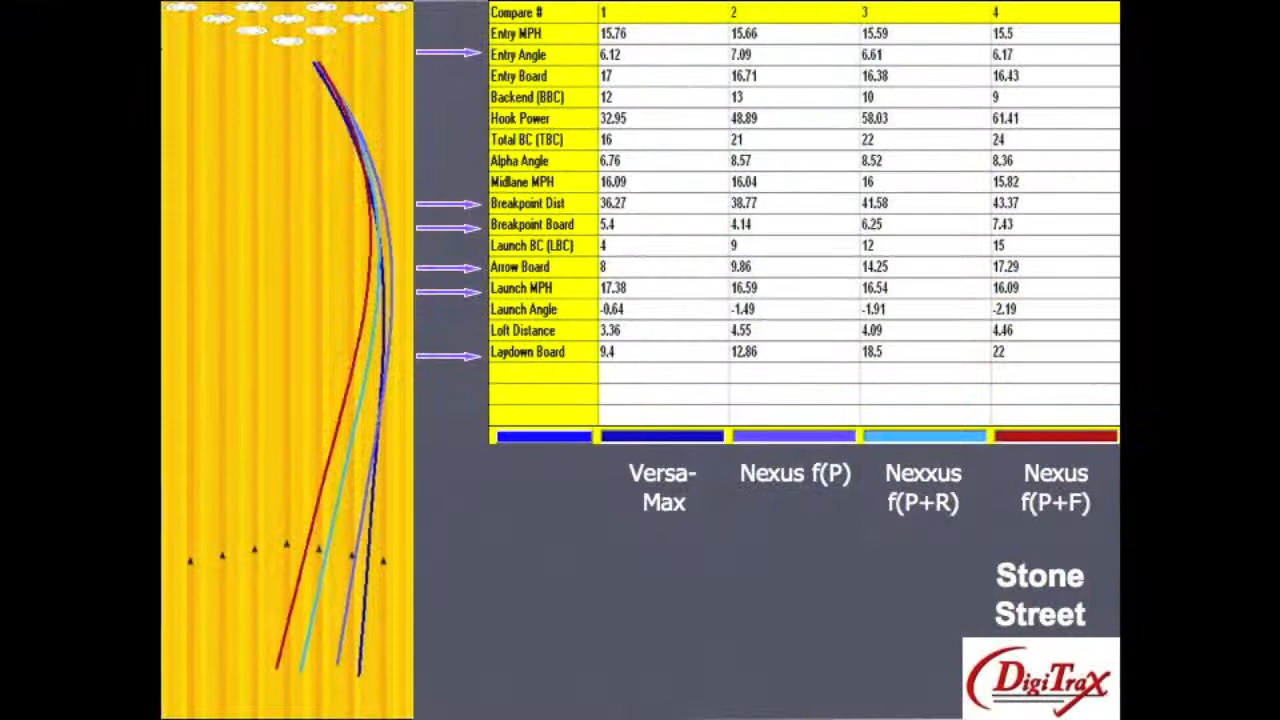 Compare # 1 2 3 4
Entry MPH 15.76 15.66 15.59 15.5
Entry Angle 6.12 7.09 6.61 6.17
Entry Board 17 16.71 16.38 16.43
Backend (BBC) 12 13 10 9
Hook Power 32.95 48.89 58.03 61.41
Total BC (TBC) 16 21 22 24
Alpha Angle 6.76 8.57 8.52 8.36
Midlane MPH 16.09 16.04 16 15.82
Breakpoint Dist 36.27 38.77 41.58 43.37
Breakpoint Board 5.4 4.14 6.25 7.43
Launch BC (LBC) 4 9 12 15
Arrow Board 8 9.86 14.25 17.29
Launch MPH 17.38 16.59 16.54 16.09
Launch Angle -0.64 -1.49 -1.91 -2.19
Loft Distance 3.36 4.55 4.09 4.46
Laydown Board 9.4 12.86 18.5 22
Versa- Nexus f(P) Nexxus Nexus
Max f(P+R) f(P+F)
Stone
Street
DigiTraX